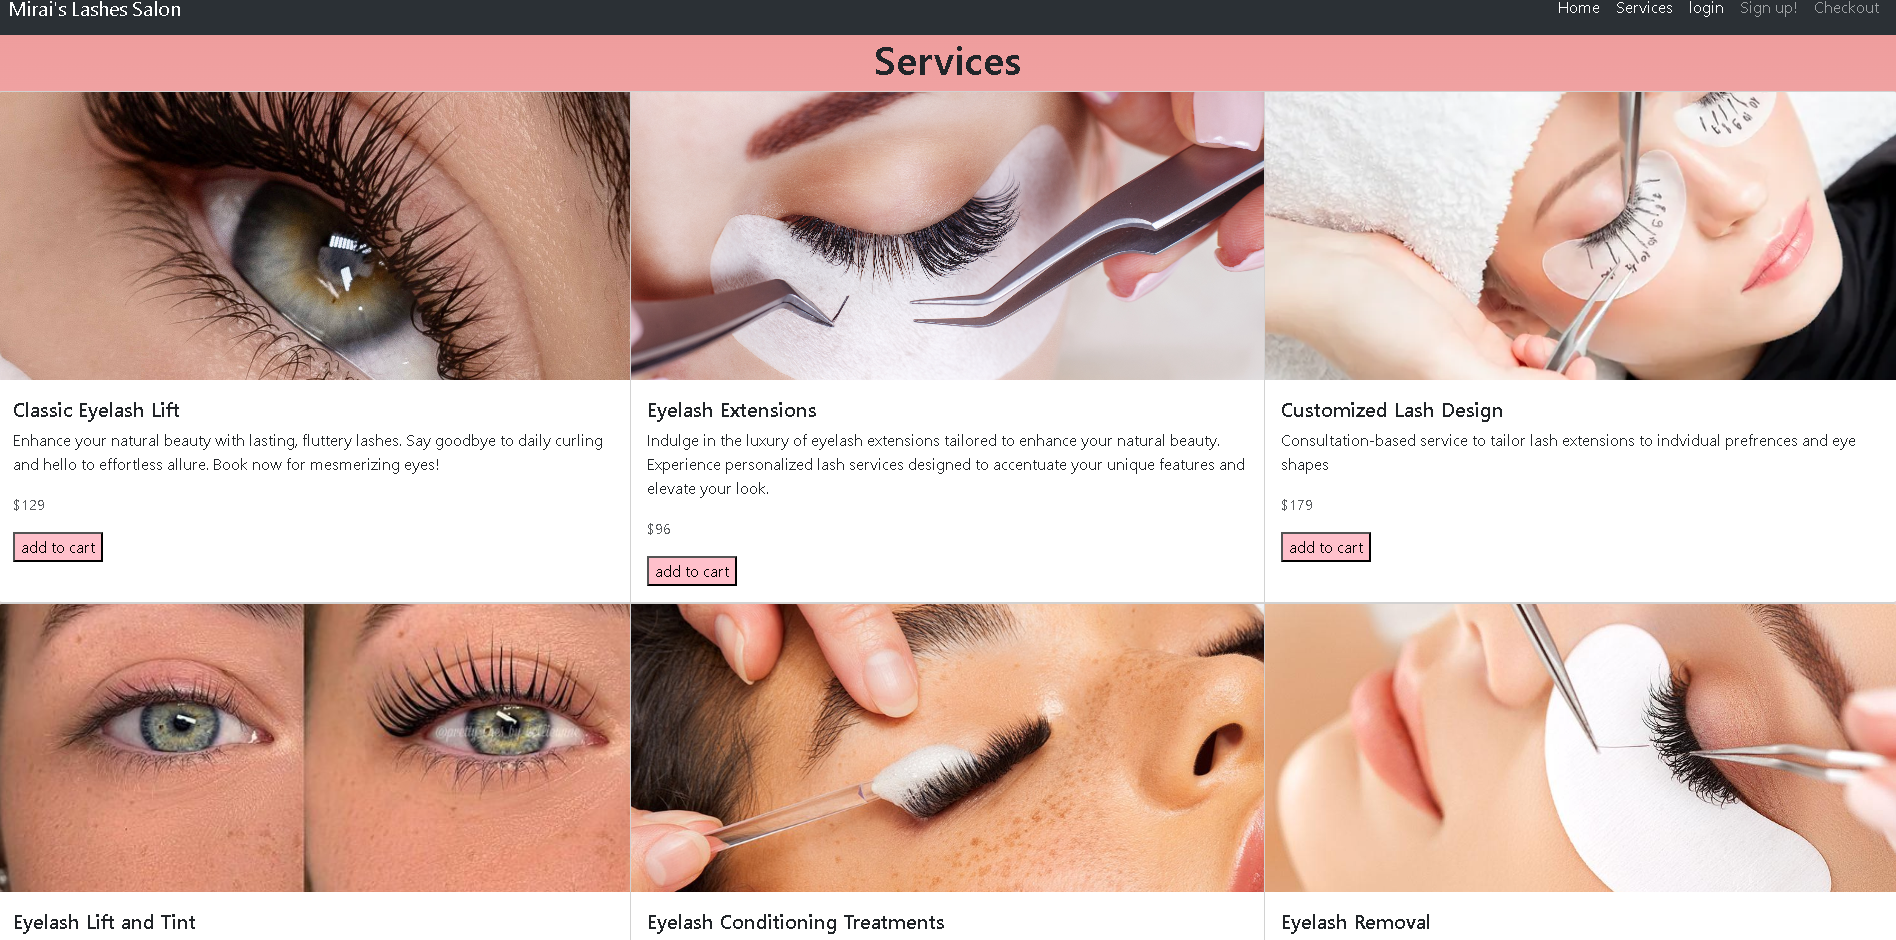 Mirai's Lashes Salon
Home Services login Sign up! Checkout
Services
Classic Eyelash Lift
Enhance your natural beauty with lasting, fluttery lashes. Say goodbye to daily curling
and hello to effortless allure. Book now for mesmerizing eyes!
$129
add to cart
Eyelash Extensions
Indulge in the luxury of eyelash extensions tailored to enhance your natural beauty.
Experience personalized lash services designed to accentuate your unique features and
elevate your look.
$96
add to cart
Customized Lash Design
Consultation-based service to tailor lash extensions to indvidual prefrences and eye
shapes
$179
add to cart
Eyelash Lift and Tint
Eyelash Conditioning Treatments
Eyelash Removal